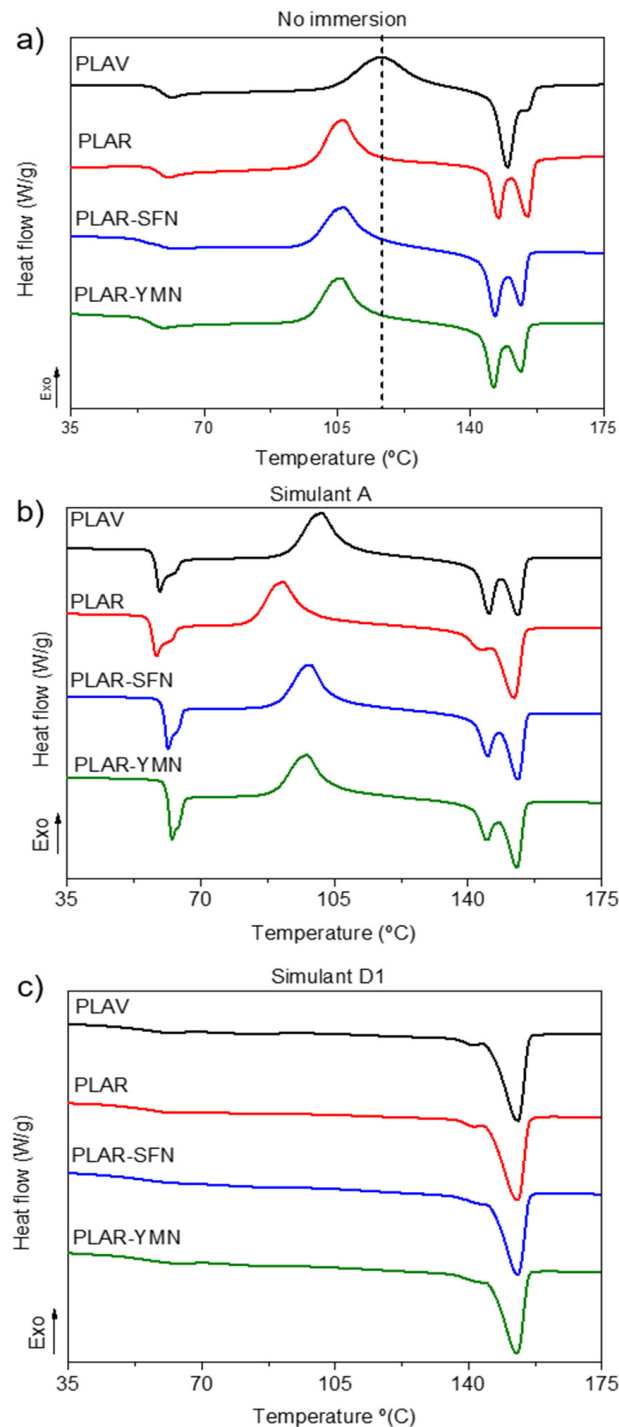 No immersion
a)
PLAV
PLAR
PLAR-SFN
PLAR-YMN
Heat flow (W/g)
Exo
35 70 105 140 175
Temperature (ºC)
Simulant A
b)
PLAV
PLAR
PLAR-SFN
PLAR-YMN
Heat flow (W/g)
Exo
35 70 105 140 175
Temperature (ºC)
Simulant D1
c)
PLAV
PLAR
PLAR-SFN
PLAR-YMN
Heat flow (W/g)
Exo
35 70 105 140 175
Temperature º(C)